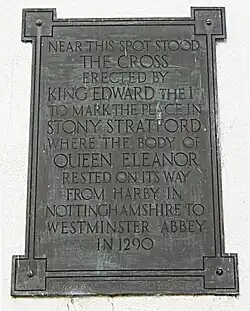 NEAR THIS SPOT STOOD
THE CROSS
ERECTED BY
KING EDWARD THE I
TO MARK THE PLACE IN
STONY STRATFORD
WHERE THE BODY OF
QUEEN ELEANOR
RESTED ON ITS WAY
FROM HARBY IN
NOTTINGHAMSHIRE TO
WESTMINSTER ABBEY
IN 1290